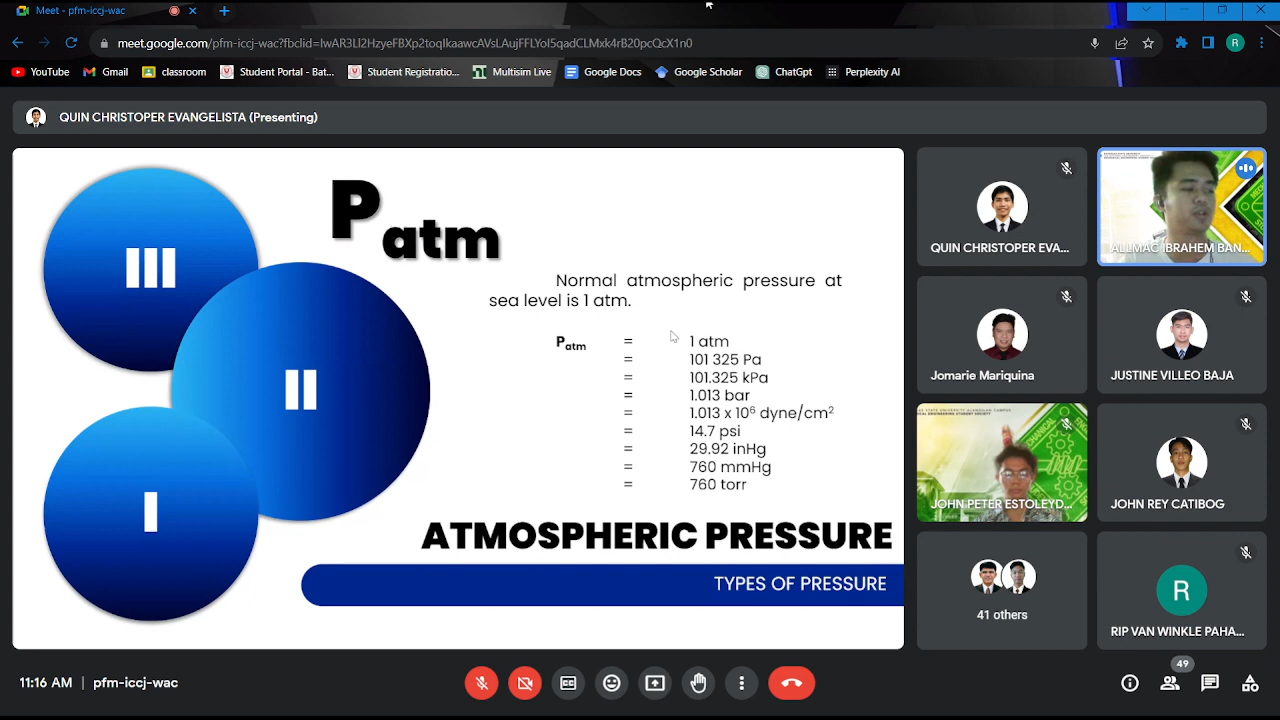 Meet - pfm-iccj-wac
meet.google.com/pfm-iccj-wac?fbclid=IwAR3Ll2HzyeFBXp2toqIkaawcAVsLAujFFLYoI5qadCLMxk4rB20pcQcX1n0
R
YouTube
Gmail
classroom
Student Portal - Bat...
Student Registratio...
Multisim Live
Google Docs
Google Scholar
ChatGpt
Perplexity AI
QUIN CHRISTOPER EVANGELISTA (Presenting)
III
II
I
Patm
Normal atmospheric pressure at
sea level is 1 atm.
Patm = 1 atm
= 101 325 Pa
= 101.325 kPa
= 1.013 bar
= 1.013 x 10⁶ dyne/cm²
= 14.7 psi
= 29.92 inHg
= 760 mmHg
= 760 torr
ATMOSPHERIC PRESSURE
TYPES OF PRESSURE
QUIN CHRISTOPER EVA...
ALLMAC IBRAHEM BAN...
Jomarie Mariquina
JUSTINE VILLEO BAJA
JOHN PETER ESTOLEYD...
JOHN REY CATIBOG
41 others
R
RIP VAN WINKLE PAHA...
11:16 AM | pfm-iccj-wac
49